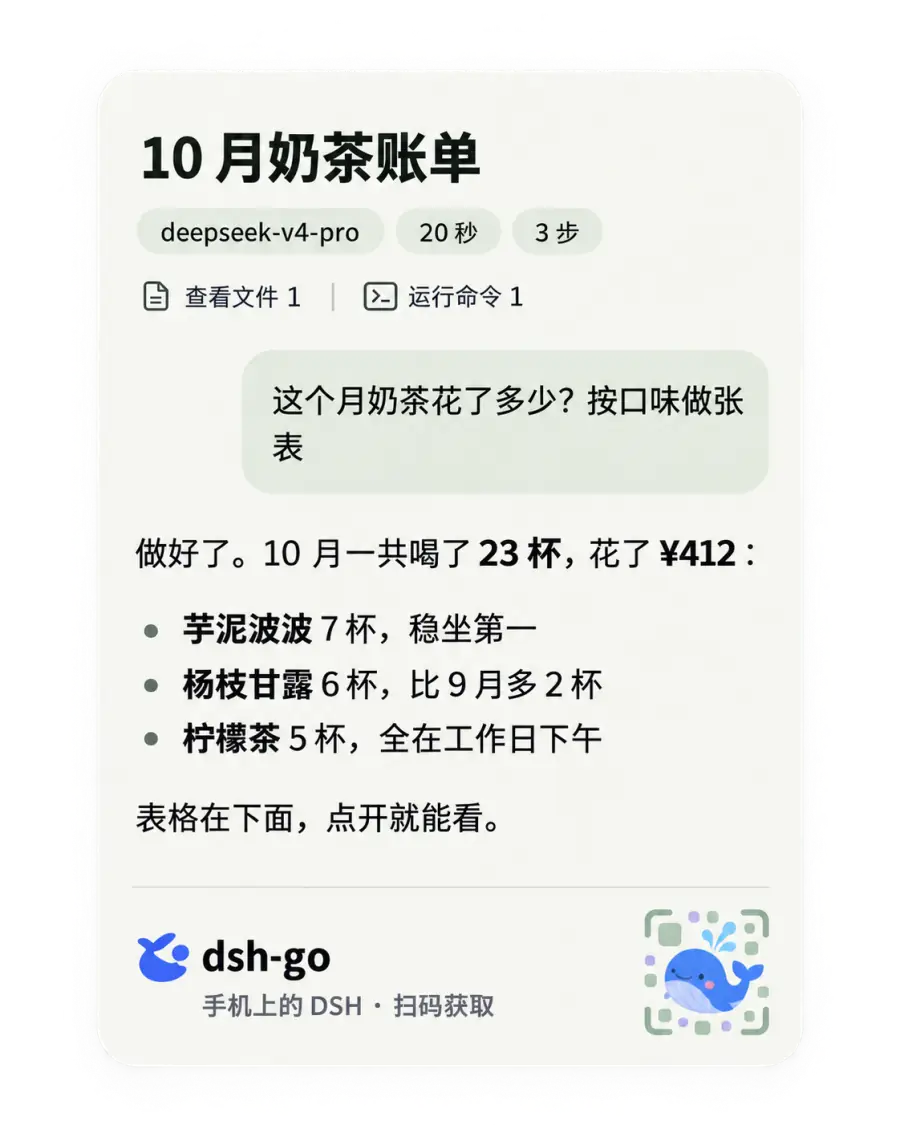 10 月奶茶账单
deepseek-v4-pro 20 秒 3 步
查看文件 1 | 运行命令 1
这个月奶茶花了多少？按口味做张
表
做好了。10 月一共喝了 23 杯，花了 ¥412：
• 芋泥波波 7 杯，稳坐第一
• 杨枝甘露 6 杯，比 9 月多 2 杯
• 柠檬茶 5 杯，全在工作日下午
表格在下面，点开就能看。
dsh-go
手机上的 DSH · 扫码获取